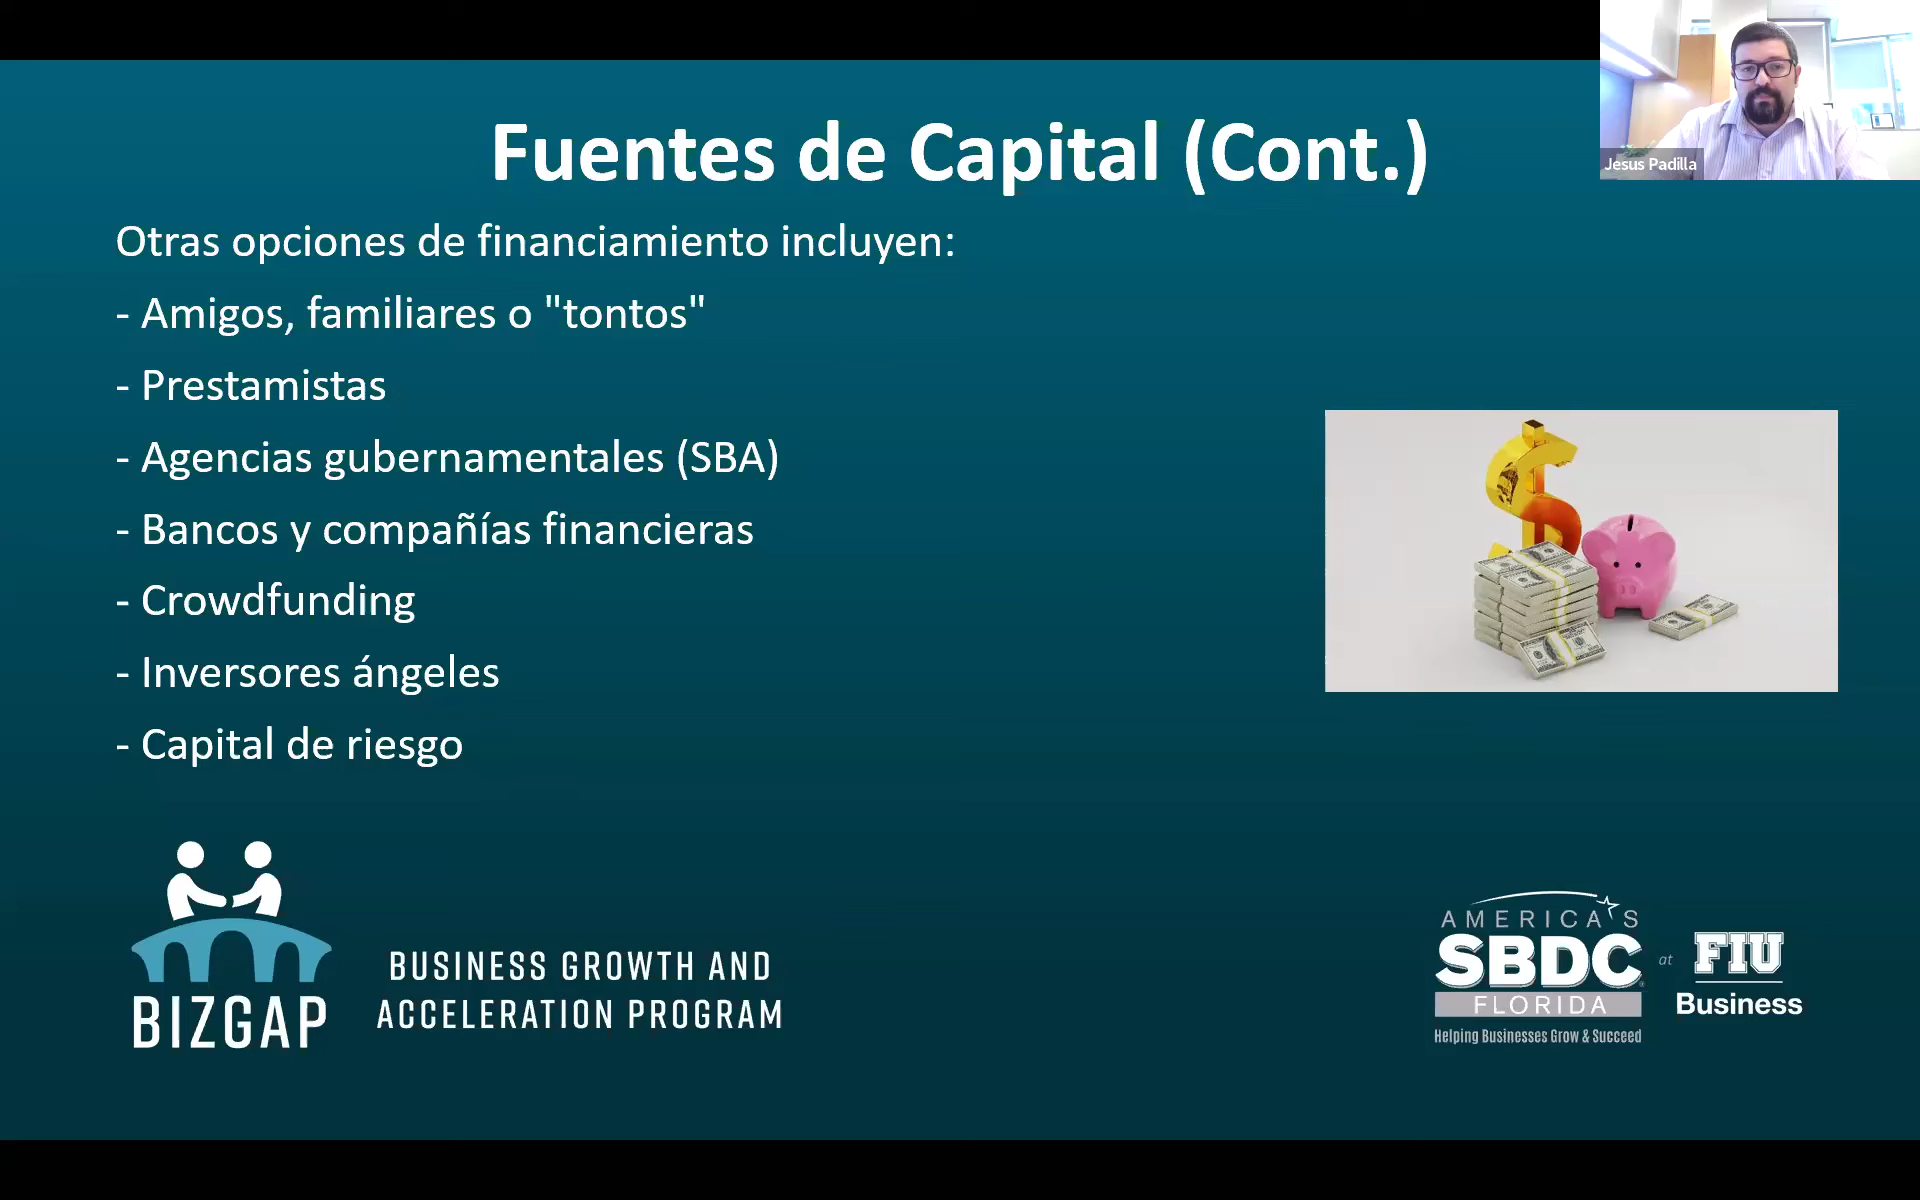 Fuentes de Capital (Cont.)
Jesus Padilla
Otras opciones de financiamiento incluyen:
- Amigos, familiares o "tontos"
- Prestamistas
- Agencias gubernamentales (SBA)
- Bancos y compañías financieras
- Crowdfunding
- Inversores ángeles
- Capital de riesgo
BIZGAP
BUSINESS GROWTH AND
ACCELERATION PROGRAM
AMERICA'S
SBDC
FLORIDA
Helping Businesses Grow & Succeed
at
FIU
Business